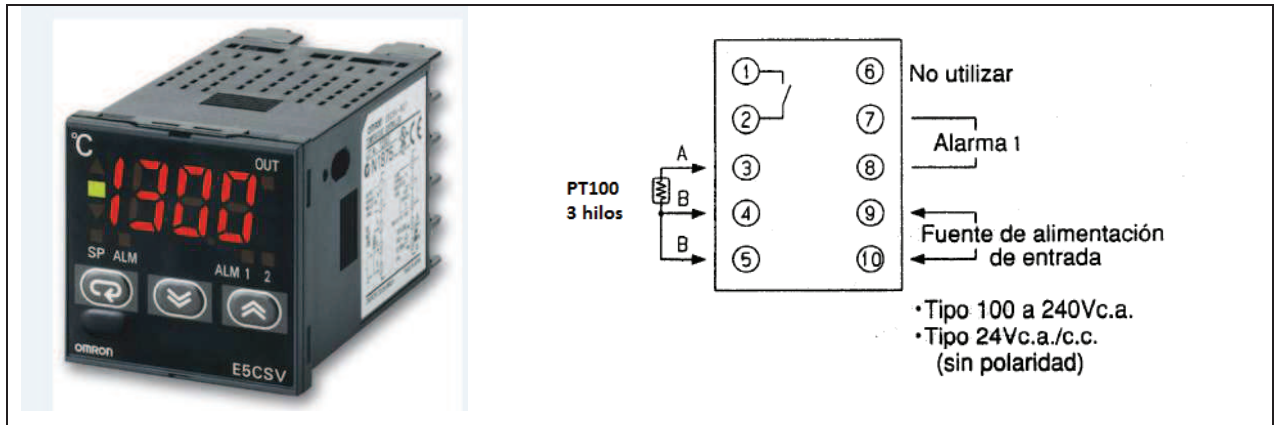 °C
OUT
1300
SP ALM
ALM 1 2
OMRON
E5CSV
PT100
3 hilos
A
B
B
1
2
3
4
5
6
7
8
9
10
No utilizar
Alarma 1
Fuente de alimentación
de entrada
•Tipo 100 a 240Vc.a.
•Tipo 24Vc.a./c.c.
(sin polaridad)